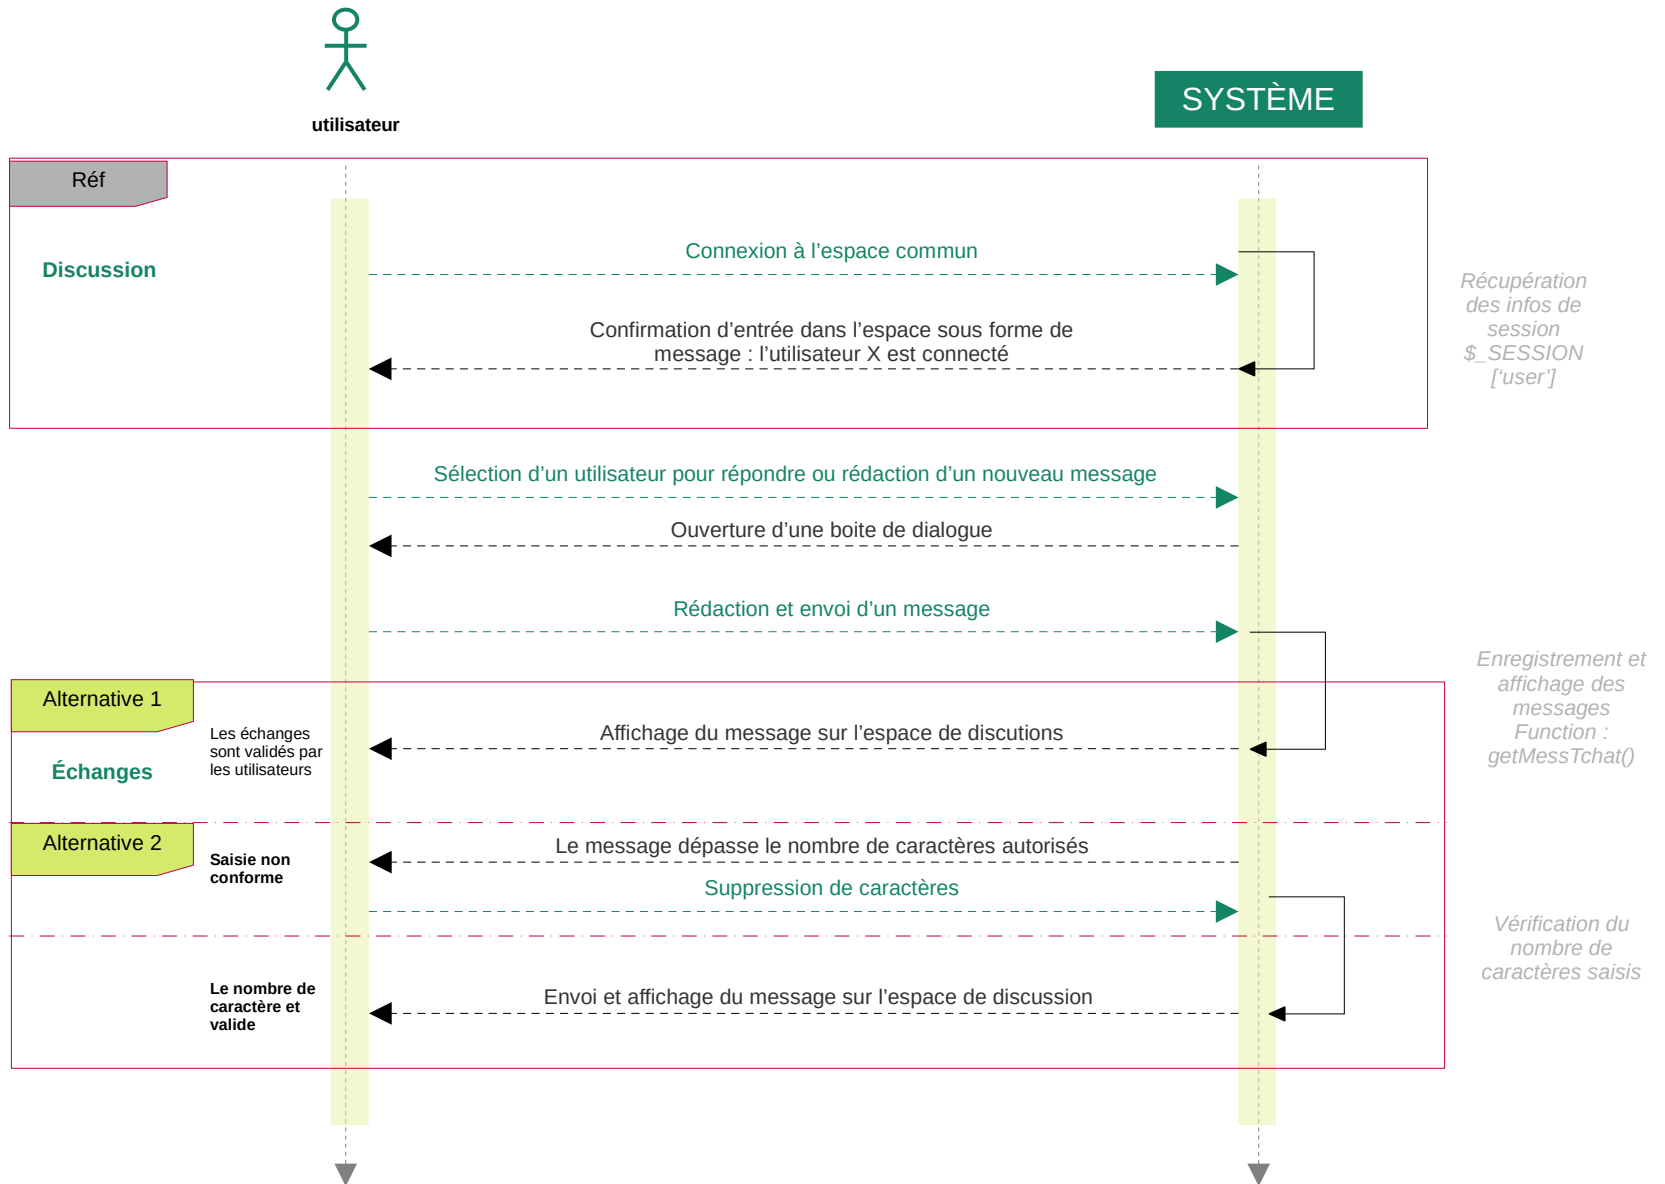 utilisateur
SYSTÈME
Réf
Discussion
Connexion à l’espace commun
Confirmation d’entrée dans l’espace sous forme de
message : l’utilisateur X est connecté
Récupération
des infos de
session
$_SESSION
[‘user’]
Sélection d’un utilisateur pour répondre ou rédaction d’un nouveau message
Ouverture d’une boite de dialogue
Rédaction et envoi d’un message
Enregistrement et
affichage des
messages
Function :
getMessTchat()
Alternative 1
Échanges
Les échanges
sont validés par
les utilisateurs
Affichage du message sur l’espace de discutions
Alternative 2
Saisie non
conforme
Le message dépasse le nombre de caractères autorisés
Suppression de caractères
Vérification du
nombre de
caractères saisis
Le nombre de
caractère et
valide
Envoi et affichage du message sur l’espace de discussion